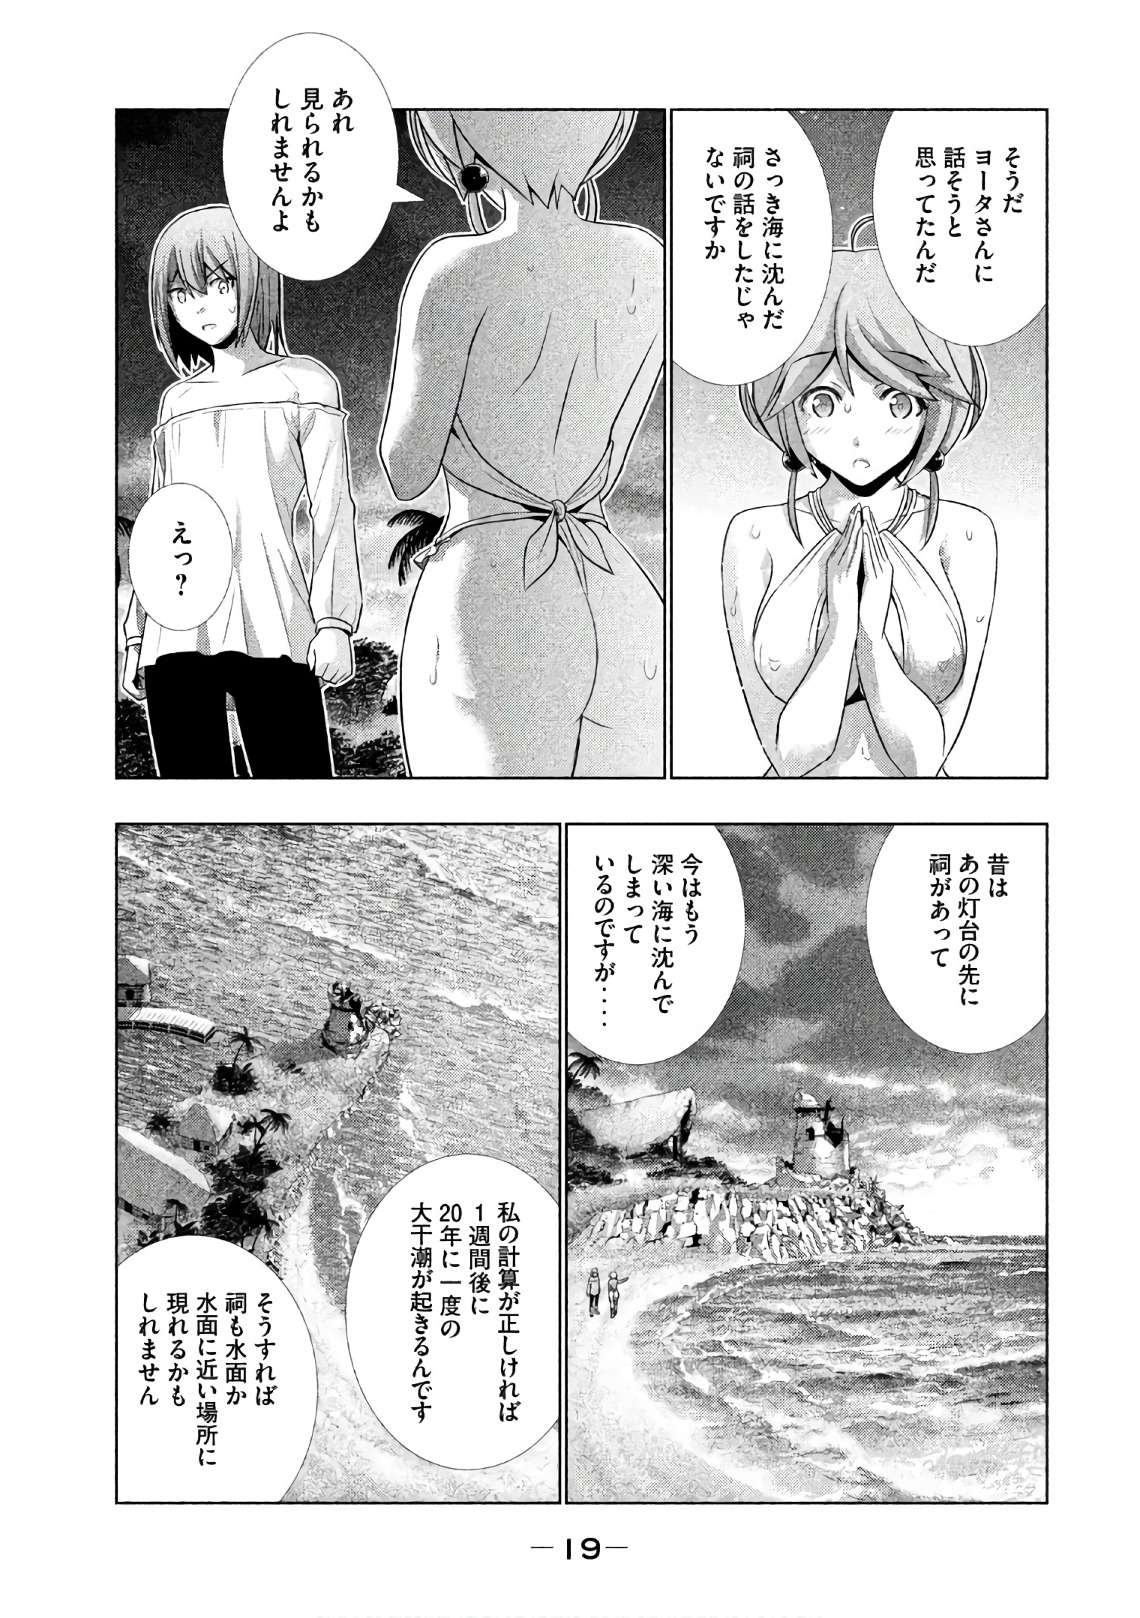 そうだ
ヨータさんに
話そうと
思ってたんだ
さっき海に沈んだ
祠の話をしたじゃ
ないですか
あれ
見られるかも
しれませんよ
えっ？
昔は
あの灯台の先に
祠があって
今はもう
深い海に沈んで
しまって
いるのですが‥‥
私の計算が正しければ
1週間後に
20年に一度の
大干潮が起きるんです
そうすれば
祠も水面か
水面に近い場所に
現れるかも
しれません
—19—